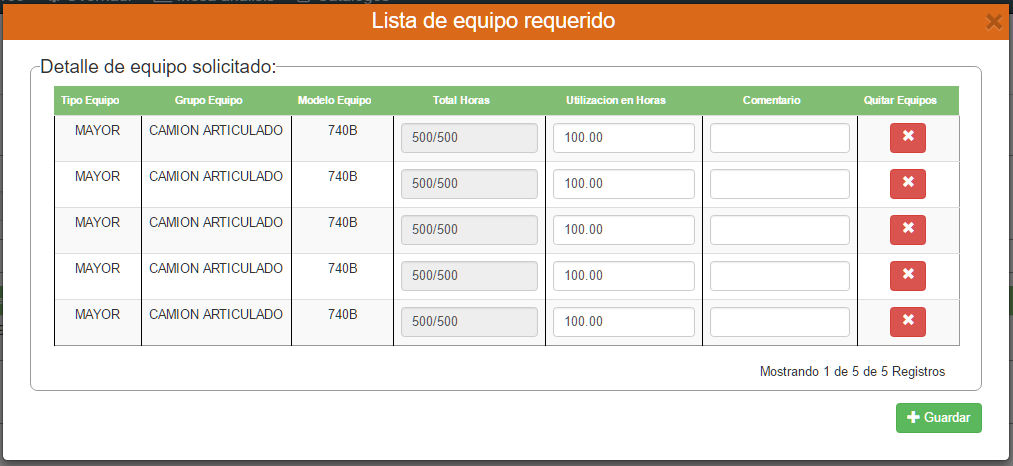 Lista de equipo requerido
Detalle de equipo solicitado:
Tipo Equipo Grupo Equipo Modelo Equipo Total Horas Utilizacion en Horas Comentario Quitar Equipos
MAYOR CAMION ARTICULADO 740B 500/500 100.00
MAYOR CAMION ARTICULADO 740B 500/500 100.00
MAYOR CAMION ARTICULADO 740B 500/500 100.00
MAYOR CAMION ARTICULADO 740B 500/500 100.00
MAYOR CAMION ARTICULADO 740B 500/500 100.00
Mostrando 1 de 5 de 5 Registros
Guardar